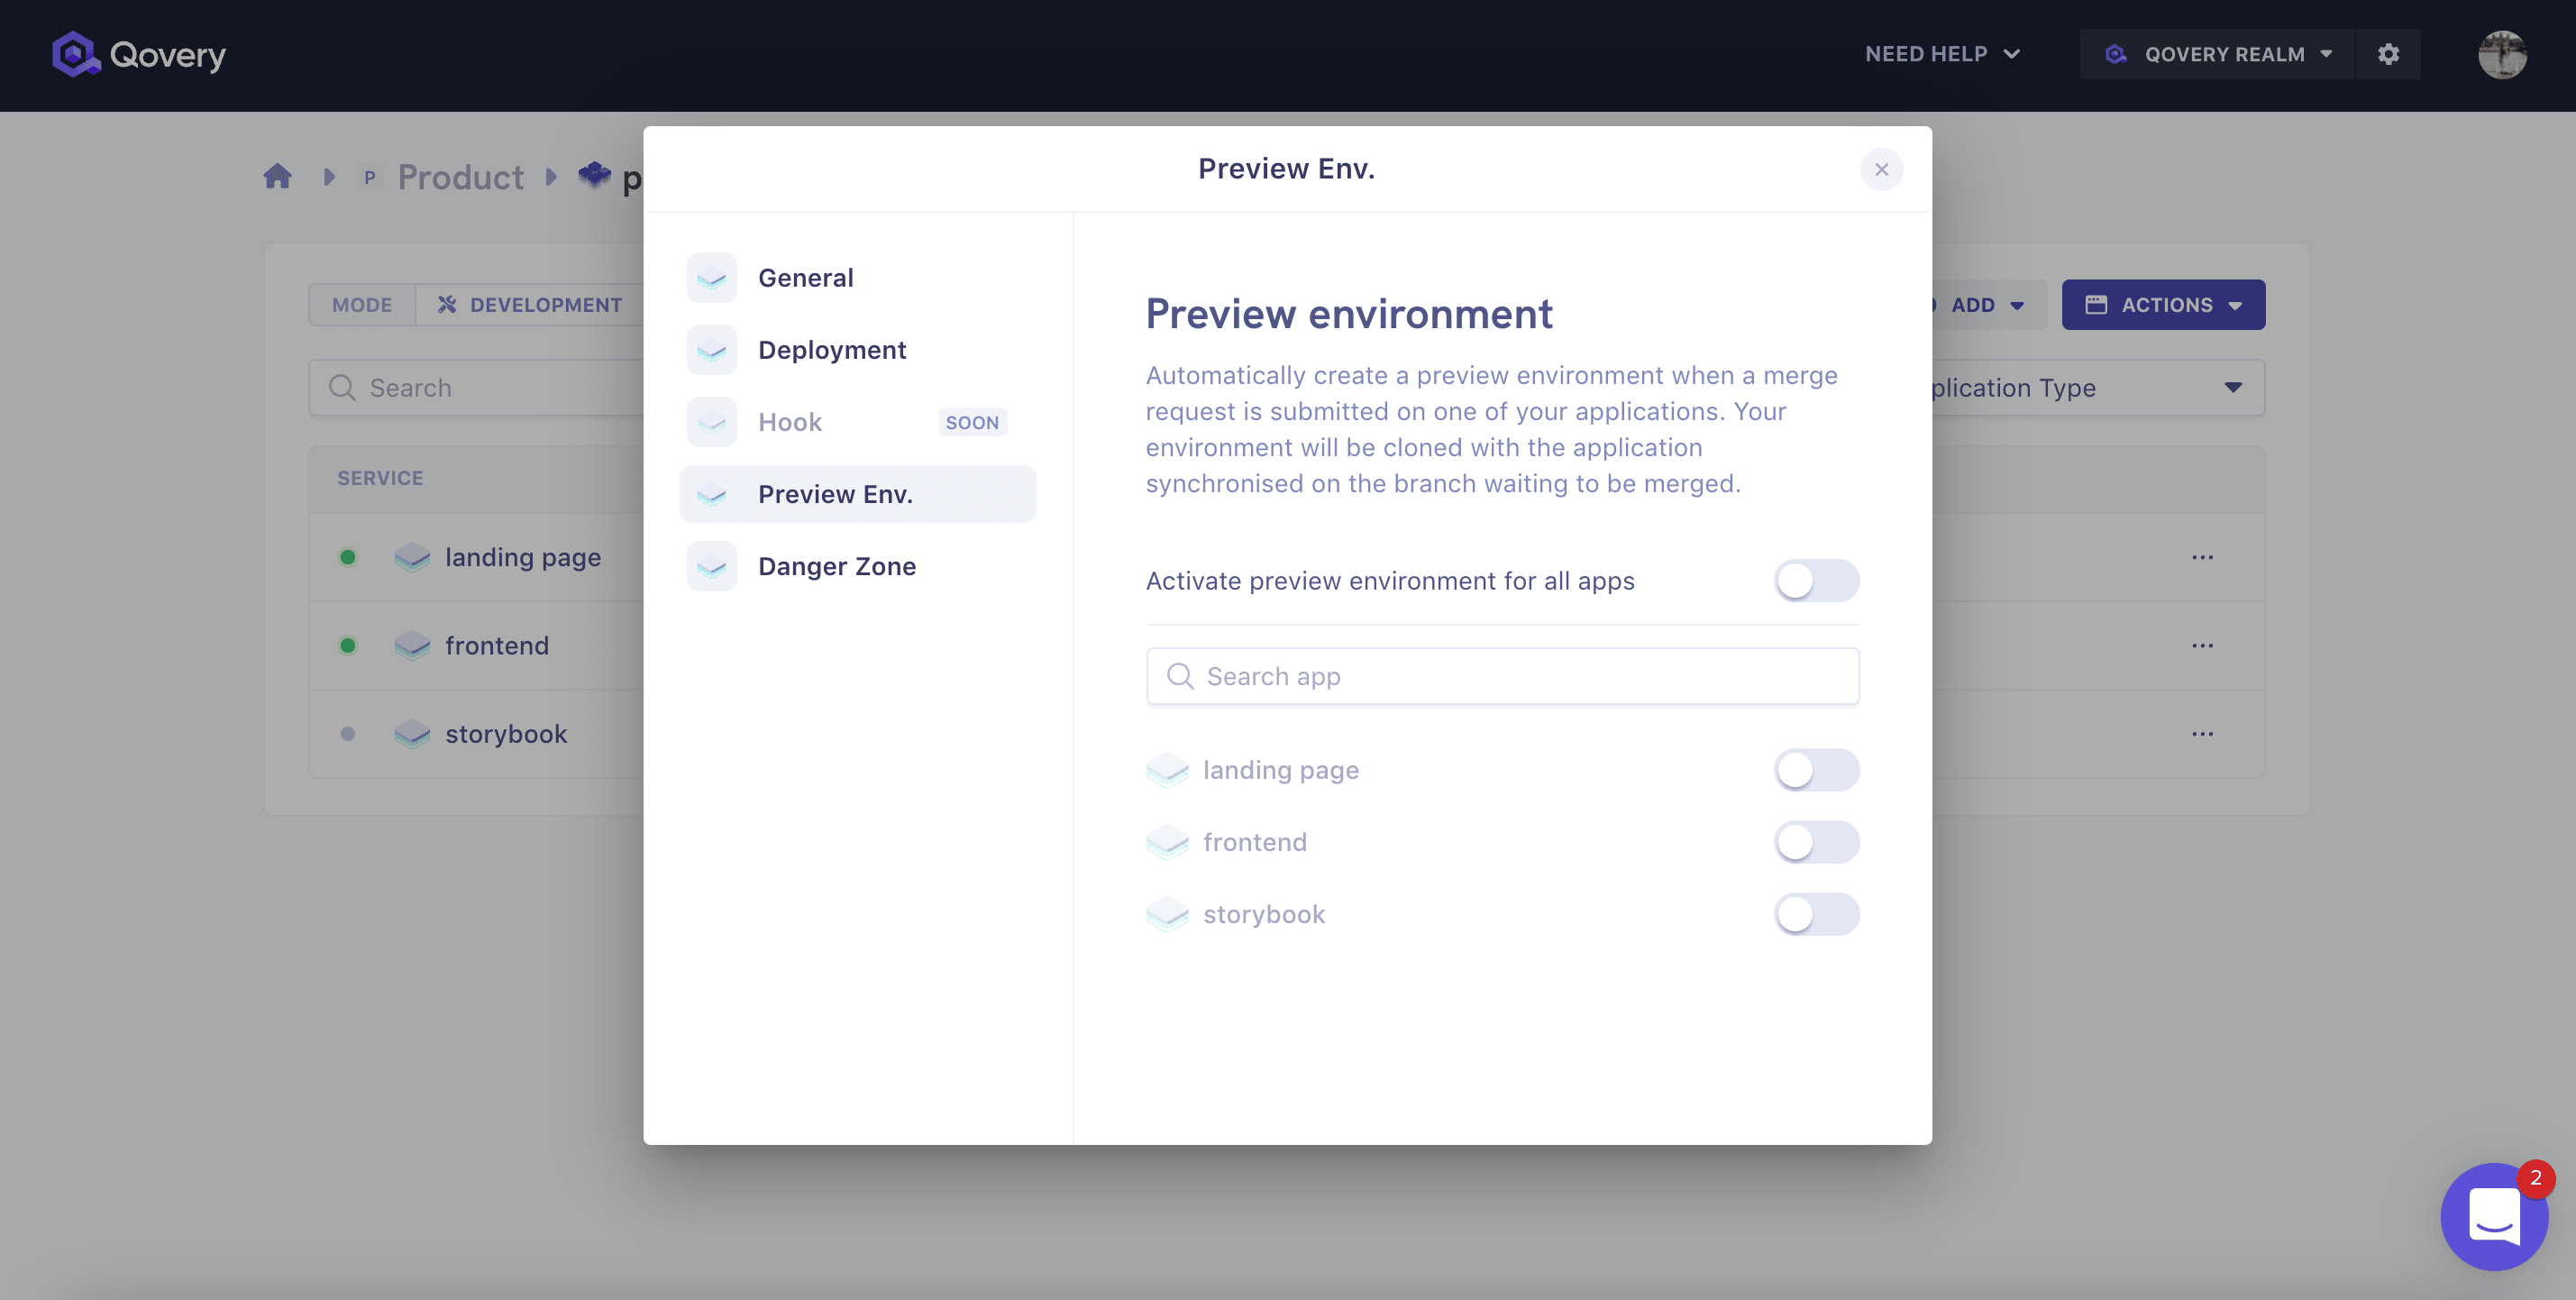 Qovery
NEED HELP
QOVERY REALM
P Product
Preview Env.
MODE
DEVELOPMENT
ADD
ACTIONS
Search
plication Type
SERVICE
landing page
frontend
storybook
General
Deployment
Hook SOON
Preview Env.
Danger Zone
Preview environment
Automatically create a preview environment when a merge
request is submitted on one of your applications. Your
environment will be cloned with the application
synchronised on the branch waiting to be merged.
Activate preview environment for all apps
Search app
landing page
frontend
storybook
2